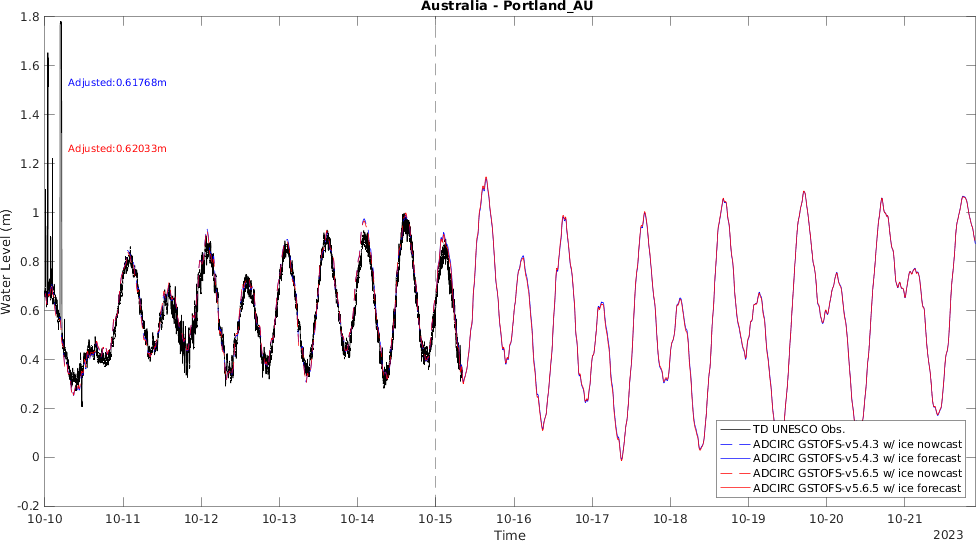 Australia - Portland_AU
1.8
1.6
1.4
1.2
1
0.8
0.6
0.4
0.2
0
-0.2
Water Level (m)
Adjusted:0.61768m
Adjusted:0.62033m
TD UNESCO Obs.
ADCIRC GSTOFS-v5.4.3 w/ ice nowcast
ADCIRC GSTOFS-v5.4.3 w/ ice forecast
ADCIRC GSTOFS-v5.6.5 w/ ice nowcast
ADCIRC GSTOFS-v5.6.5 w/ ice forecast
10-10 10-11 10-12 10-13 10-14 10-15 10-16 10-17 10-18 10-19 10-20 10-21
Time
2023